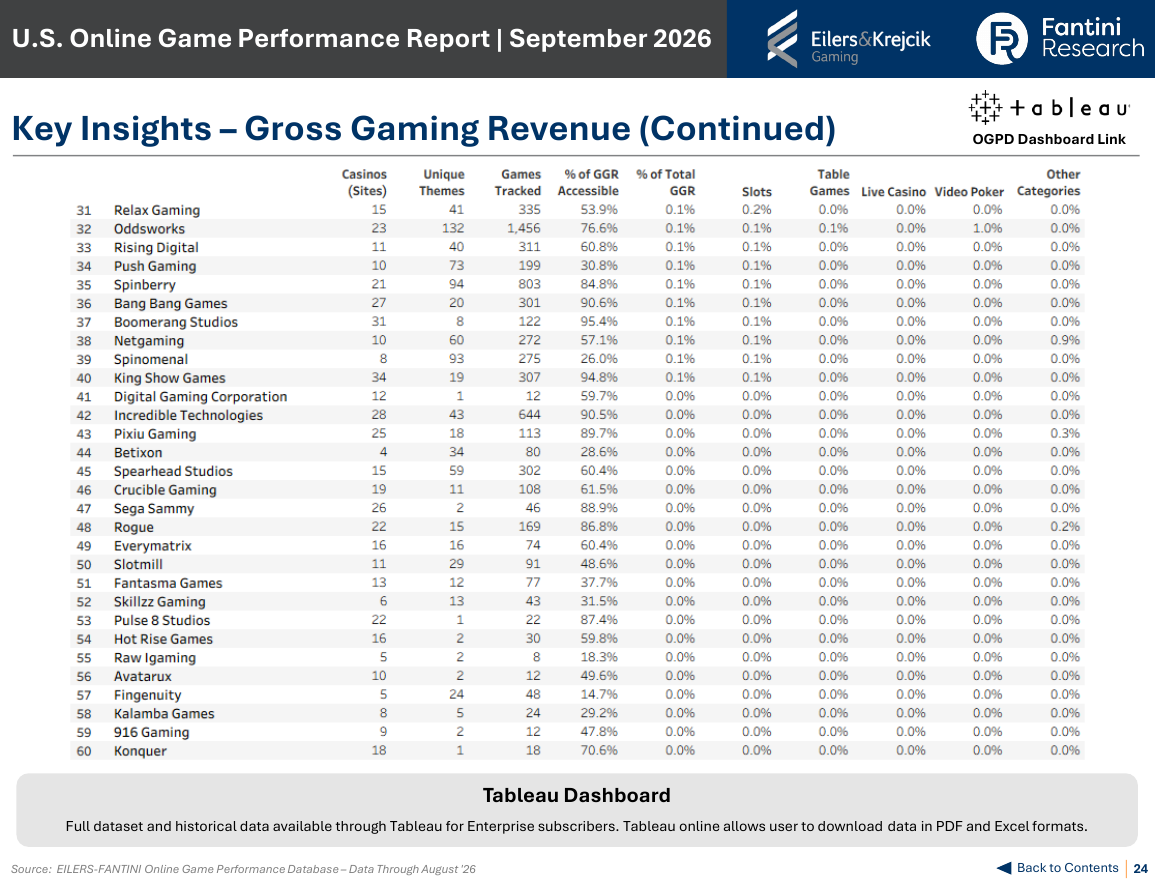 U.S. Online Game Performance Report | September 2026
Eilers&Krejcik
Gaming
Fantini
Research
+ableau
Key Insights – Gross Gaming Revenue (Continued)
OGPD Dashboard Link
Casinos (Sites) Unique Themes Games Tracked % of GGR Accessible % of Total GGR Slots Table Games Live Casino Video Poker Other Categories
31 Relax Gaming 15 41 335 53.9% 0.1% 0.2% 0.0% 0.0% 0.0% 0.0%
32 Oddsworks 23 132 1,456 76.6% 0.1% 0.1% 0.1% 0.0% 1.0% 0.0%
33 Rising Digital 11 40 311 60.8% 0.1% 0.1% 0.0% 0.0% 0.0% 0.0%
34 Push Gaming 10 73 199 30.8% 0.1% 0.1% 0.0% 0.0% 0.0% 0.0%
35 Spinberry 21 94 803 84.8% 0.1% 0.1% 0.0% 0.0% 0.0% 0.0%
36 Bang Bang Games 27 20 301 90.6% 0.1% 0.1% 0.0% 0.0% 0.0% 0.0%
37 Boomerang Studios 31 8 122 95.4% 0.1% 0.1% 0.0% 0.0% 0.0% 0.0%
38 Netgaming 10 60 272 57.1% 0.1% 0.1% 0.0% 0.0% 0.0% 0.9%
39 Spinomenal 8 93 275 26.0% 0.1% 0.1% 0.0% 0.0% 0.0% 0.0%
40 King Show Games 34 19 307 94.8% 0.1% 0.1% 0.0% 0.0% 0.0% 0.0%
41 Digital Gaming Corporation 12 1 12 59.7% 0.0% 0.0% 0.0% 0.0% 0.0% 0.0%
42 Incredible Technologies 28 43 644 90.5% 0.0% 0.0% 0.0% 0.0% 0.0% 0.0%
43 Pixiu Gaming 25 18 113 89.7% 0.0% 0.0% 0.0% 0.0% 0.0% 0.3%
44 Betixon 4 34 80 28.6% 0.0% 0.0% 0.0% 0.0% 0.0% 0.0%
45 Spearhead Studios 15 59 302 60.4% 0.0% 0.0% 0.0% 0.0% 0.0% 0.0%
46 Crucible Gaming 19 11 108 61.5% 0.0% 0.0% 0.0% 0.0% 0.0% 0.0%
47 Sega Sammy 26 2 46 88.9% 0.0% 0.0% 0.0% 0.0% 0.0% 0.0%
48 Rogue 22 15 169 86.8% 0.0% 0.0% 0.0% 0.0% 0.0% 0.2%
49 Everymatrix 16 16 74 60.4% 0.0% 0.0% 0.0% 0.0% 0.0% 0.0%
50 Slotmill 11 29 91 48.6% 0.0% 0.0% 0.0% 0.0% 0.0% 0.0%
51 Fantasma Games 13 12 77 37.7% 0.0% 0.0% 0.0% 0.0% 0.0% 0.0%
52 Skillzz Gaming 6 13 43 31.5% 0.0% 0.0% 0.0% 0.0% 0.0% 0.0%
53 Pulse 8 Studios 22 1 22 87.4% 0.0% 0.0% 0.0% 0.0% 0.0% 0.0%
54 Hot Rise Games 16 2 30 59.8% 0.0% 0.0% 0.0% 0.0% 0.0% 0.0%
55 Raw Igaming 5 2 8 18.3% 0.0% 0.0% 0.0% 0.0% 0.0% 0.0%
56 Avatarux 10 2 12 49.6% 0.0% 0.0% 0.0% 0.0% 0.0% 0.0%
57 Fingenuity 5 24 48 14.7% 0.0% 0.0% 0.0% 0.0% 0.0% 0.0%
58 Kalamba Games 8 5 24 29.2% 0.0% 0.0% 0.0% 0.0% 0.0% 0.0%
59 916 Gaming 9 2 12 47.8% 0.0% 0.0% 0.0% 0.0% 0.0% 0.0%
60 Konquer 18 1 18 70.6% 0.0% 0.0% 0.0% 0.0% 0.0% 0.0%
Tableau Dashboard
Full dataset and historical data available through Tableau for Enterprise subscribers. Tableau online allows user to download data in PDF and Excel formats.
Source: EILERS-FANTINI Online Game Performance Database – Data Through August '26
Back to Contents | 24